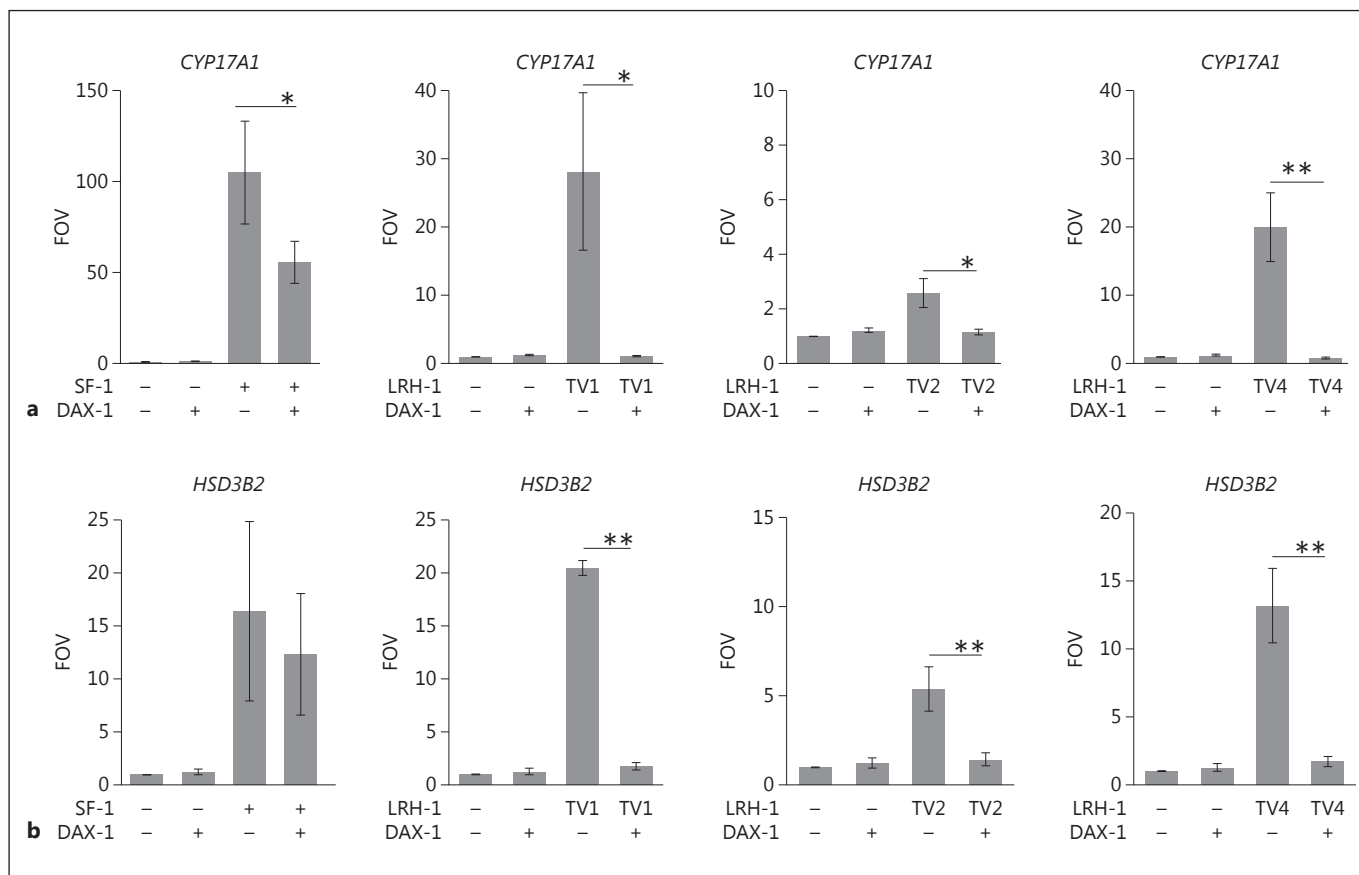 CYP17A1
150
100
50
0
FOV
*
SF-1 – – + +
a DAX-1 – + – +
CYP17A1
40
30
20
10
0
FOV
*
LRH-1 – – TV1 TV1
DAX-1 – + – +
CYP17A1
10
8
6
4
2
0
FOV
*
LRH-1 – – TV2 TV2
DAX-1 – + – +
CYP17A1
40
30
20
10
0
FOV
**
LRH-1 – – TV4 TV4
DAX-1 – + – +
HSD3B2
25
20
15
10
5
0
FOV
SF-1 – – + +
b DAX-1 – + – +
HSD3B2
25
20
15
10
5
0
FOV
**
LRH-1 – – TV1 TV1
DAX-1 – + – +
HSD3B2
15
10
5
0
FOV
**
LRH-1 – – TV2 TV2
DAX-1 – + – +
HSD3B2
20
15
10
5
0
FOV
**
LRH-1 – – TV4 TV4
DAX-1 – + – +